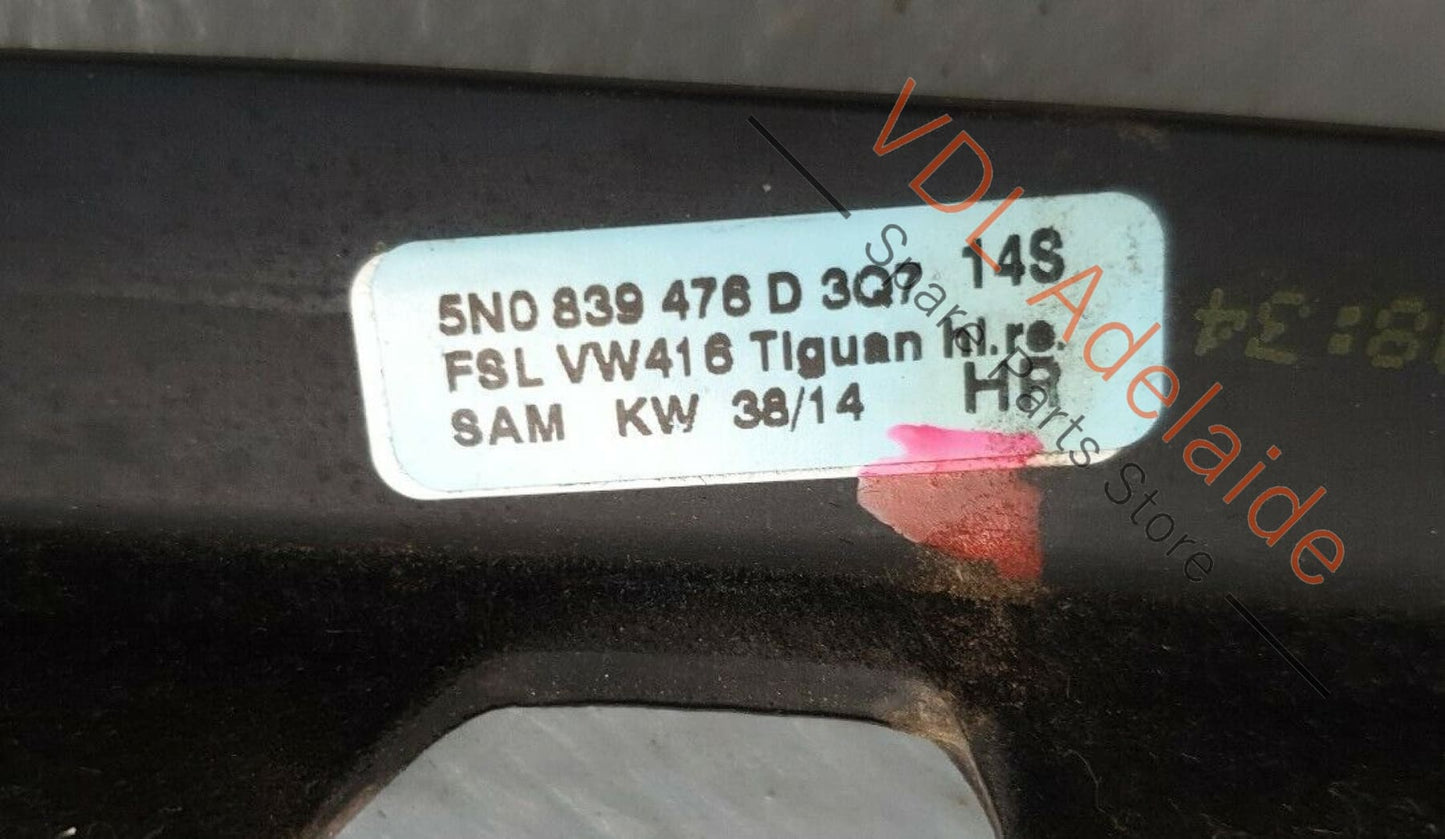 5N0 839 476 D 3Q7 14S
FSL VW416 Tiguan hi.re.
SAM KW 38/14 HR
VDL Adelaide
Spare Parts Store